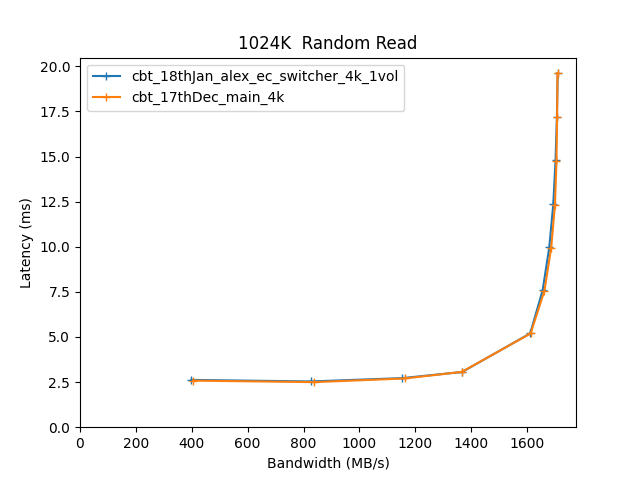 1024K  Random Read
cbt_18thJan_alex_ec_switcher_4k_1vol
cbt_17thDec_main_4k
20.0
17.5
15.0
12.5
10.0
7.5
5.0
2.5
0.0
Latency (ms)
0 200 400 600 800 1000 1200 1400 1600
Bandwidth (MB/s)